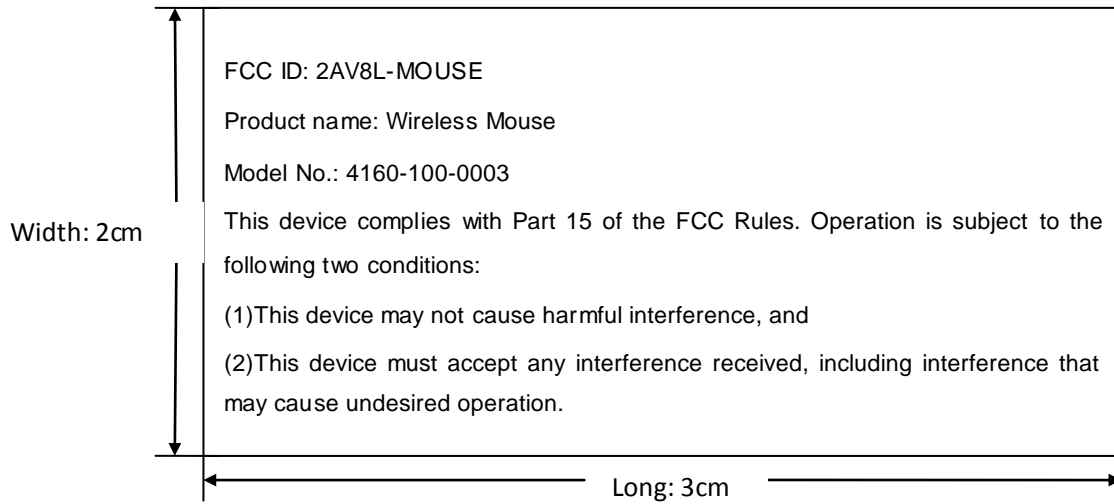 FCC ID: 2AV8L-MOUSE
Product name: Wireless Mouse
Model No.: 4160-100-0003
This device complies with Part 15 of the FCC Rules. Operation is subject to the
Width: 2cm
following two conditions:
(1)This device may not cause harmful interference, and
(2)This device must accept any interference received, including interference that
may cause undesired operation.
Long: 3cm